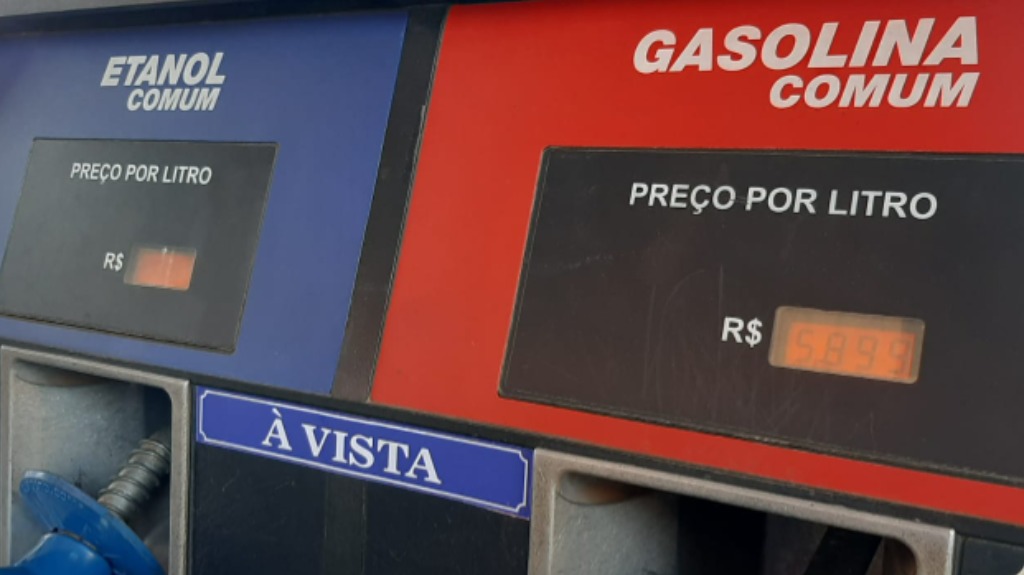 ETANOL
COMUM
PREÇO POR LITRO
R$
GASOLINA
COMUM
PREÇO POR LITRO
R$ 5.899
À VISTA